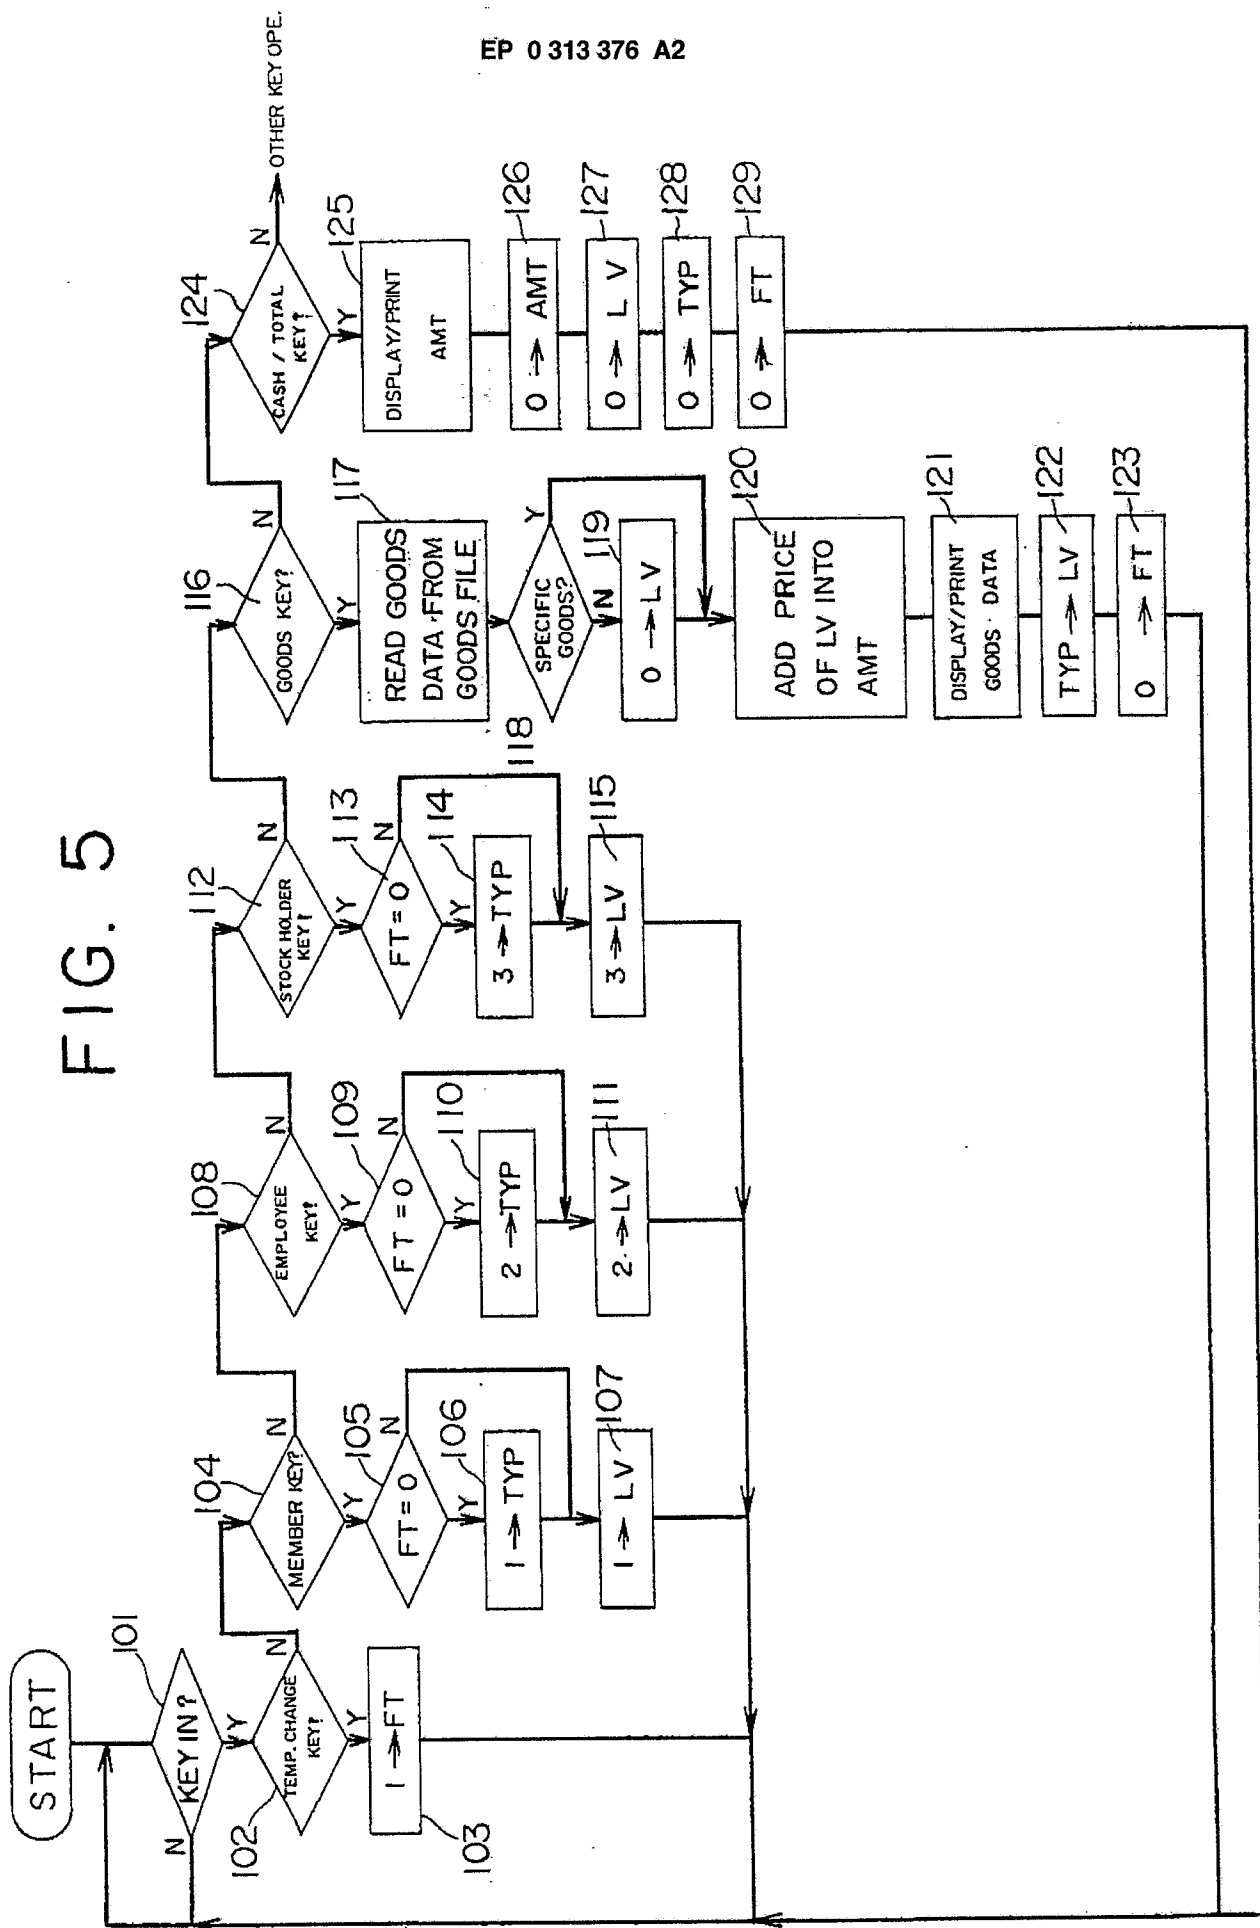 EP 0 313 376 A2
FIG. 5
START
101
KEY IN?
N
Y
102
TEMP. CHANGE
KEY?
N
Y
103
1 → FT
104
MEMBER KEY?
N
Y
105
FT = 0
N
Y
106
1 → TYP
107
1 → LV
108
EMPLOYEE
KEY?
N
Y
109
FT = 0
N
Y
110
2 → TYP
111
2 → LV
112
STOCK HOLDER
KEY?
N
Y
113
FT = 0
N
Y
114
3 → TYP
115
3 → LV
116
GOODS KEY?
N
Y
117
READ GOODS
DATA FROM
GOODS FILE
118
SPECIFIC
GOODS?
Y
N
119
0 → LV
120
ADD PRICE
OF LV INTO
AMT
121
DISPLAY/PRINT
GOODS DATA
122
TYP → LV
123
0 → FT
124
CASH / TOTAL
KEY?
N
OTHER KEY OPE.
Y
125
DISPLAY/PRINT
AMT
126
0 → AMT
127
0 → LV
128
0 → TYP
129
0 → FT